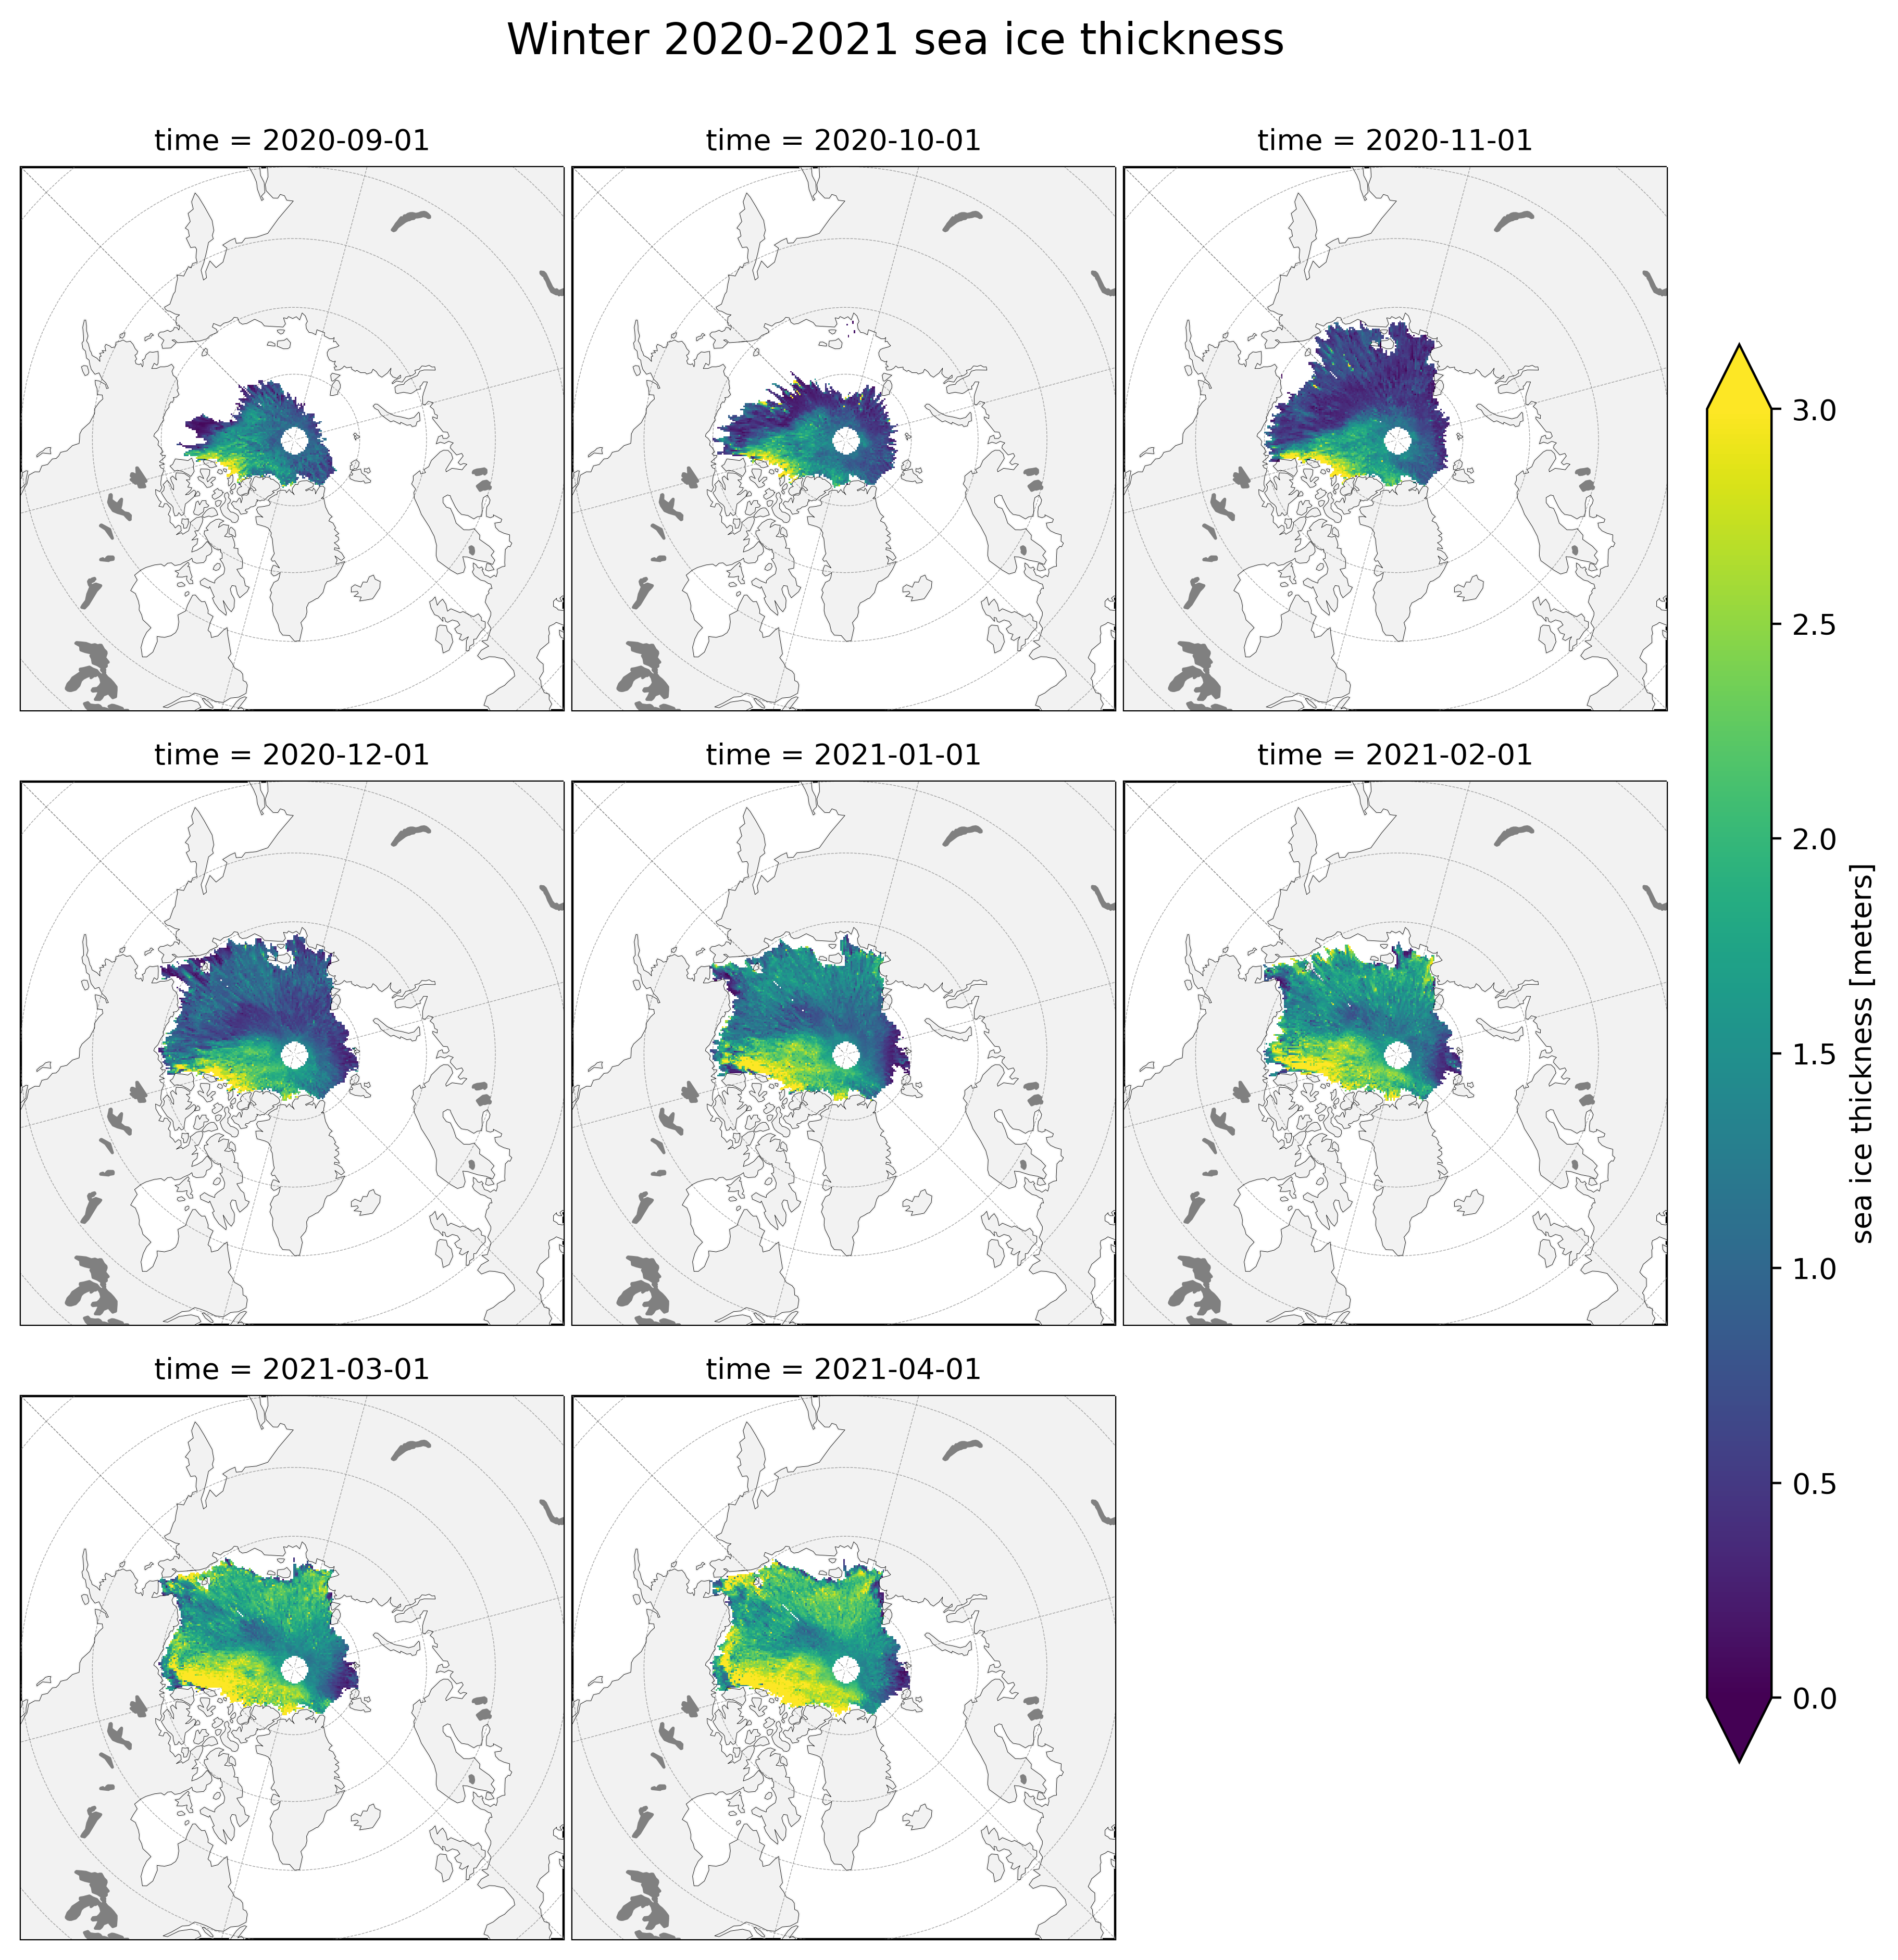 Winter 2020-2021 sea ice thickness
time = 2020-09-01
time = 2020-10-01
time = 2020-11-01
time = 2020-12-01
time = 2021-01-01
time = 2021-02-01
time = 2021-03-01
time = 2021-04-01
3.0
2.5
2.0
1.5
1.0
0.5
0.0
sea ice thickness [meters]